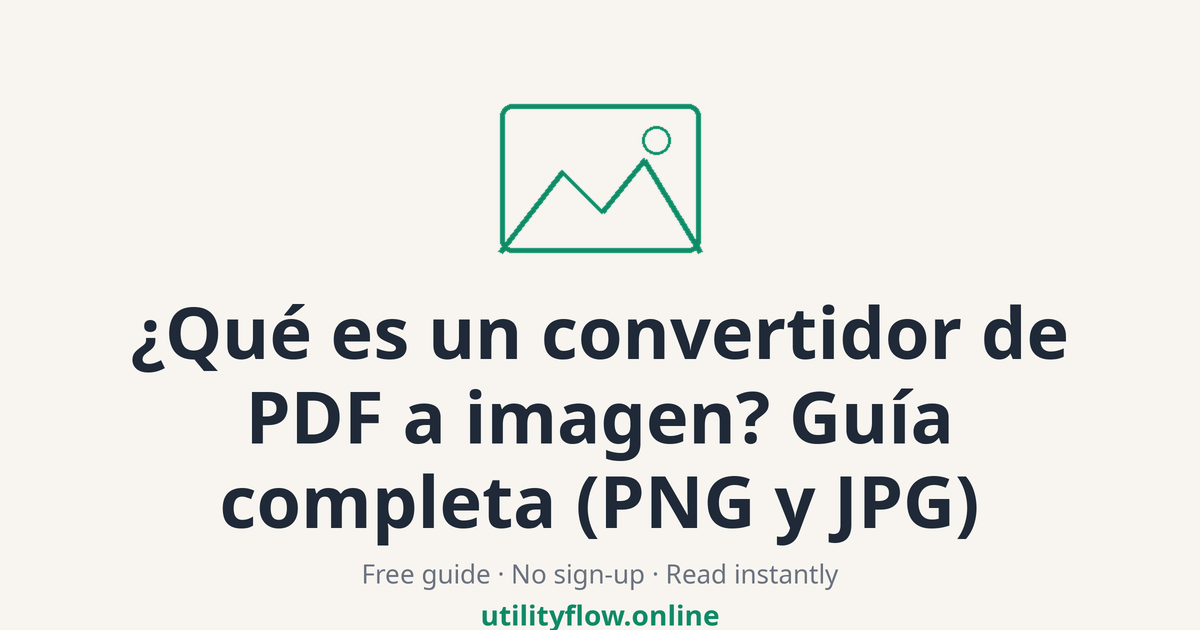 ¿Qué es un convertidor de
PDF a imagen? Guía
completa (PNG y JPG)
Free guide · No sign-up · Read instantly
utilityflow.online